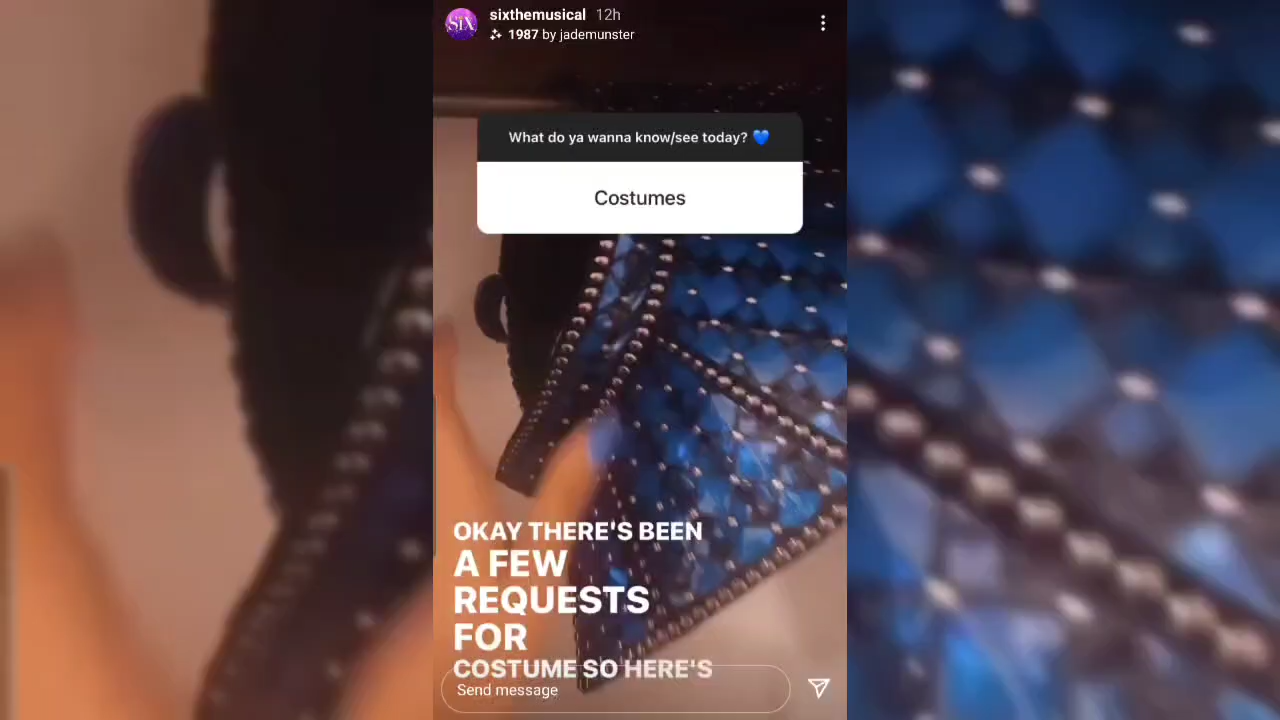 SIX
sixthemusical 12h
1987 by jademunster
What do ya wanna know/see today? 💙
Costumes
OKAY THERE'S BEEN
A FEW
REQUESTS
FOR
COSTUME SO HERE'S
Send message